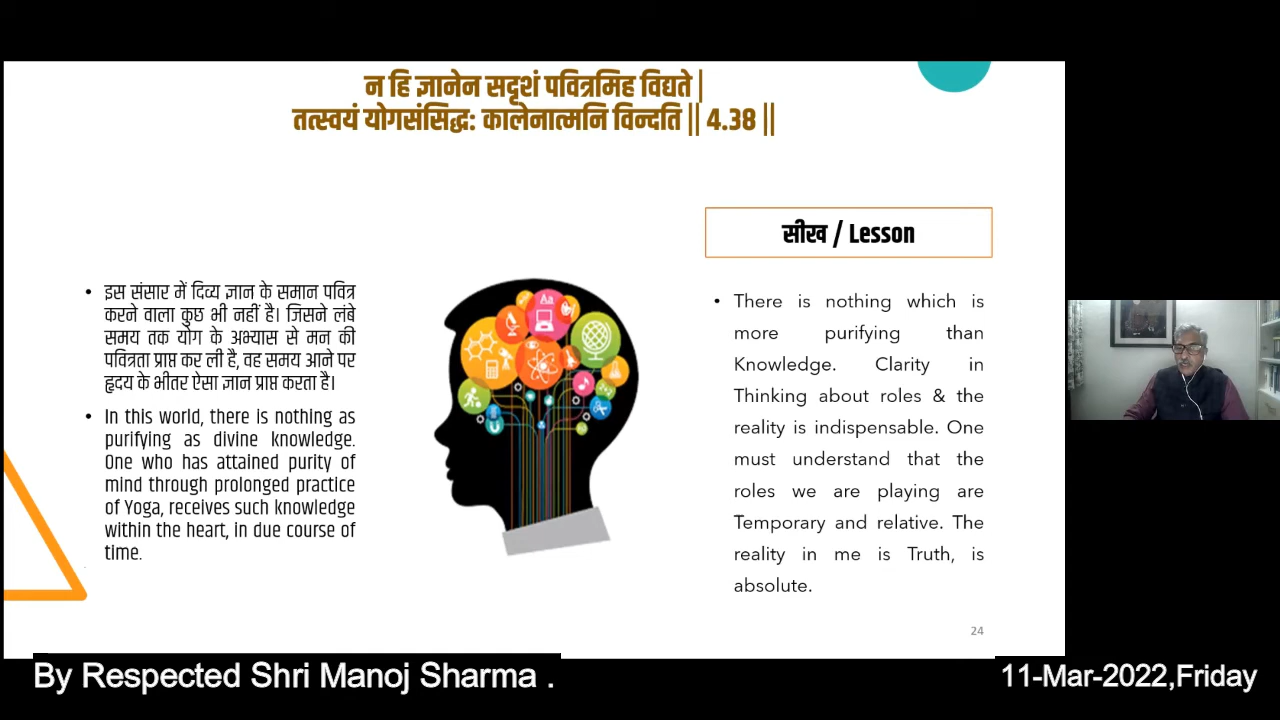 न हि ज्ञानेन सदृशं पवित्रमिह विद्यते |
तत्स्वयं योगसंसिद्ध: कालेनात्मनि विन्दति || 4.38 ||
• इस संसार में दिव्य ज्ञान के समान पवित्र
करने वाला कुछ भी नहीं है। जिसने लंबे
समय तक योग के अभ्यास से मन की
पवित्रता प्राप्त कर ली है, वह समय आने पर
हृदय के भीतर ऐसा ज्ञान प्राप्त करता है।
• In this world, there is nothing as
purifying as divine knowledge.
One who has attained purity of
mind through prolonged practice
of Yoga, receives such knowledge
within the heart, in due course of
time.
Aa
सीख / Lesson
• There is nothing which is
more purifying than
Knowledge. Clarity in
Thinking about roles & the
reality is indispensable. One
must understand that the
roles we are playing are
Temporary and relative. The
reality in me is Truth, is
absolute.
24
By Respected Shri Manoj Sharma .
11-Mar-2022,Friday